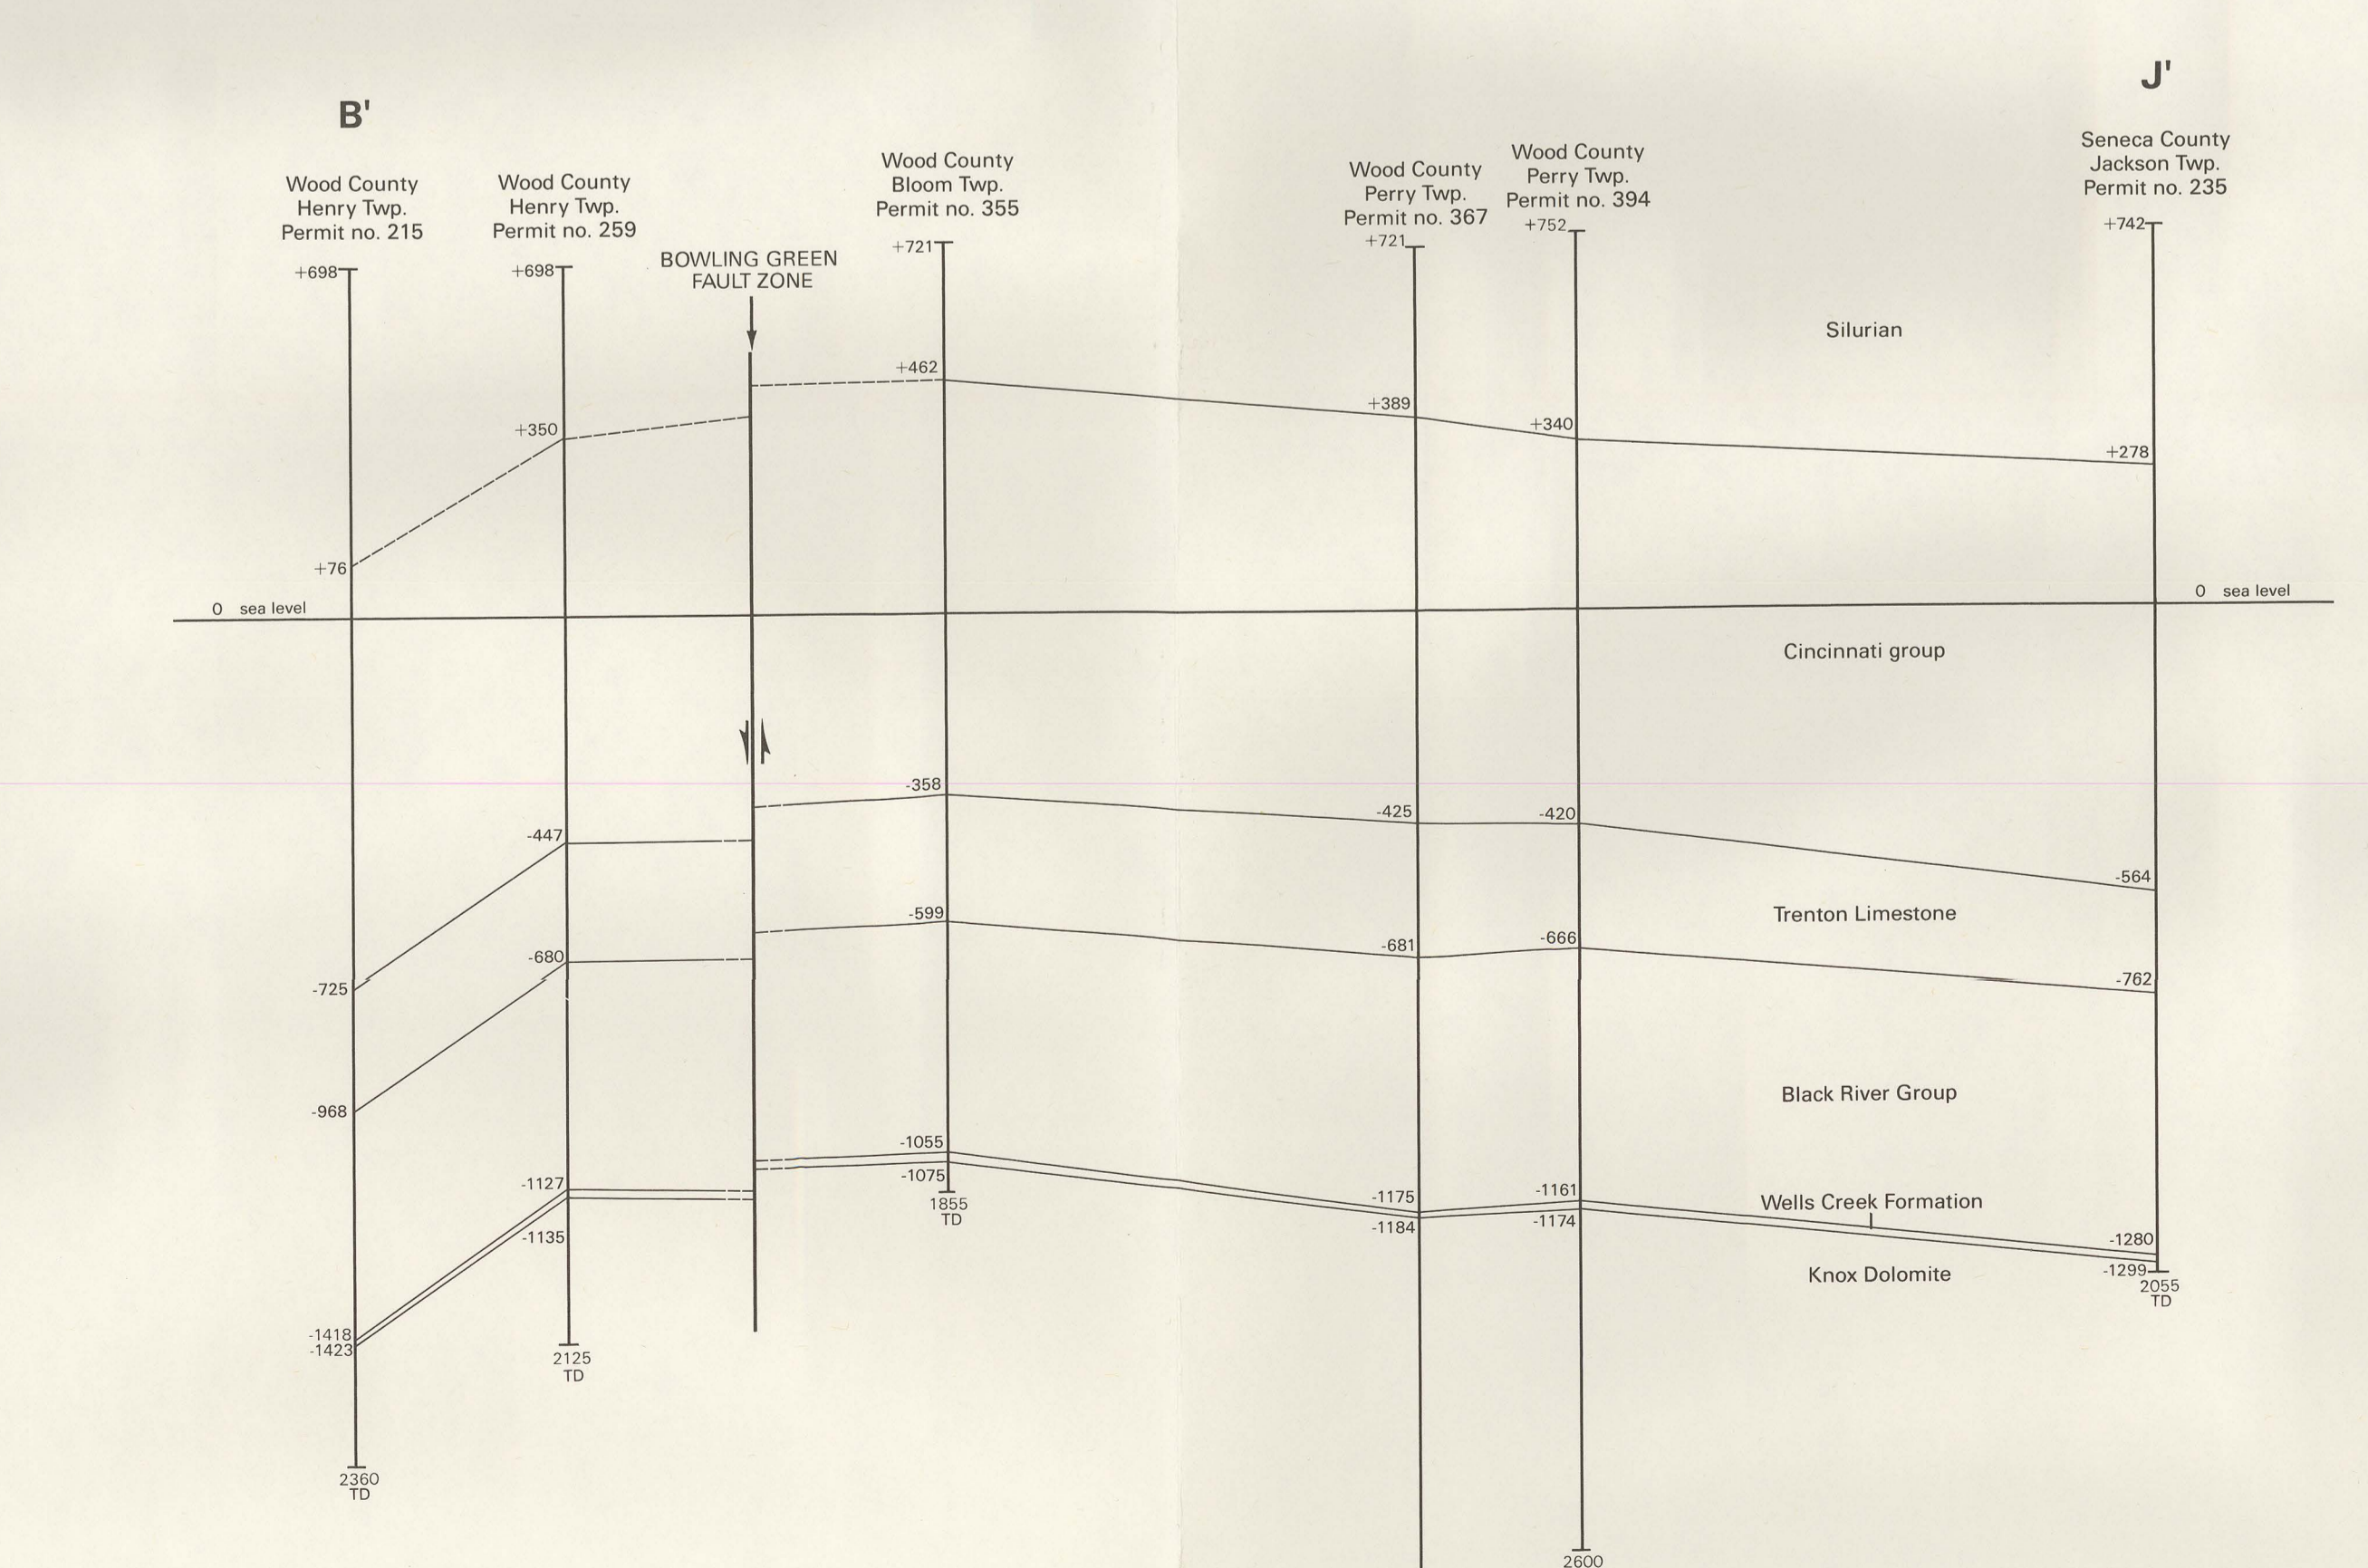 B'
J'
Wood County
Henry Twp.
Permit no. 215
+698
Wood County
Henry Twp.
Permit no. 259
+698
BOWLING GREEN
FAULT ZONE
Wood County
Bloom Twp.
Permit no. 355
+721
Wood County
Perry Twp.
Permit no. 367
+721
Wood County
Perry Twp.
Permit no. 394
+752
Seneca County
Jackson Twp.
Permit no. 235
+742
Silurian
+462
+389
+350
+340
+278
+76
0 sea level
0 sea level
Cincinnati group
-358
-425
-420
-447
-564
Trenton Limestone
-599
-681
-666
-680
-762
-725
-968
Black River Group
-1055
-1075
1855
TD
-1127
-1135
-1175
-1184
-1161
-1174
Wells Creek Formation
-1280
-1299
2055
TD
Knox Dolomite
-1418
-1423
2125
TD
2360
TD
2600